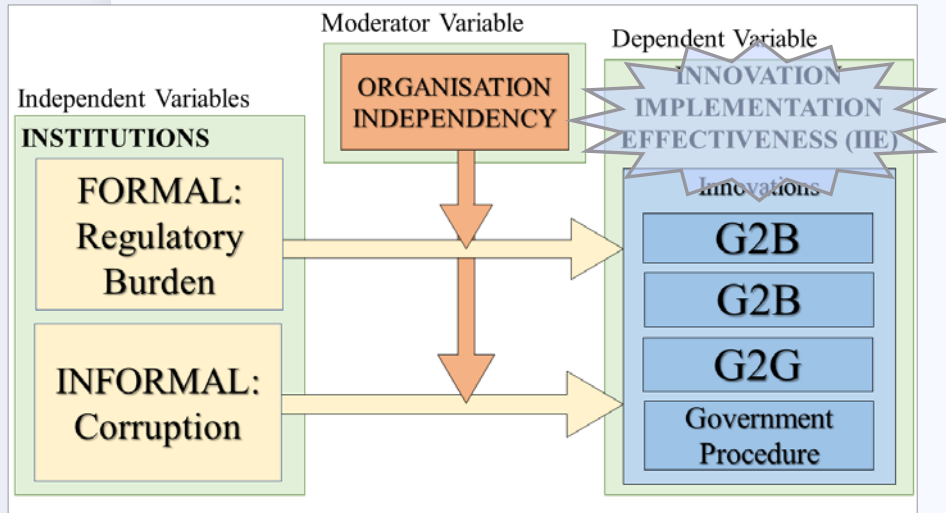 Moderator Variable
Dependent Variable
Independent Variables
ORGANISATION
INDEPENDENCY
INNOVATION
IMPLEMENTATION
EFFECTIVENESS (IIE)
INSTITUTIONS
FORMAL:
Regulatory
Burden
Innovations
G2B
G2B
G2G
INFORMAL:
Corruption
Government
Procedure